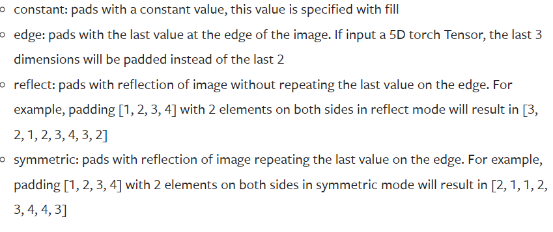 constant: pads with a constant value, this value is specified with fill
edge: pads with the last value at the edge of the image. If input a 5D torch Tensor, the last 3
dimensions will be padded instead of the last 2
reflect: pads with reflection of image without repeating the last value on the edge. For
example, padding [1, 2, 3, 4] with 2 elements on both sides in reflect mode will result in [3,
2, 1, 2, 3, 4, 3, 2]
symmetric: pads with reflection of image repeating the last value on the edge. For example,
padding [1, 2, 3, 4] with 2 elements on both sides in symmetric mode will result in [2, 1, 1, 2,
3, 4, 4, 3]